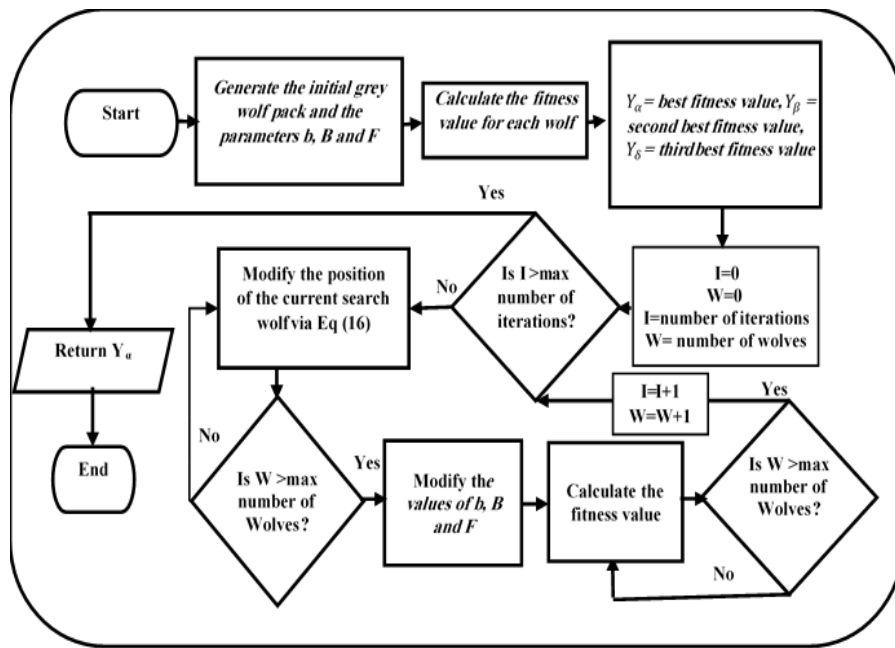 Start
Generate the initial grey
wolf pack and the
parameters b, B and F
Calculate the fitness
value for each wolf
Yα = best fitness value, Yβ =
second best fitness value,
Yδ = third best fitness value
Yes
I=0
W=0
I=number of iterations
W= number of wolves
Is I >max
number of
iterations?
No
Modify the position
of the current search
wolf via Eq (16)
Return Yα
End
No
Is W >max
number of
Wolves?
Yes
Modify the
values of b, B
and F
Calculate the
fitness value
Is W >max
number of
Wolves?
No
Yes
I=I+1
W=W+1